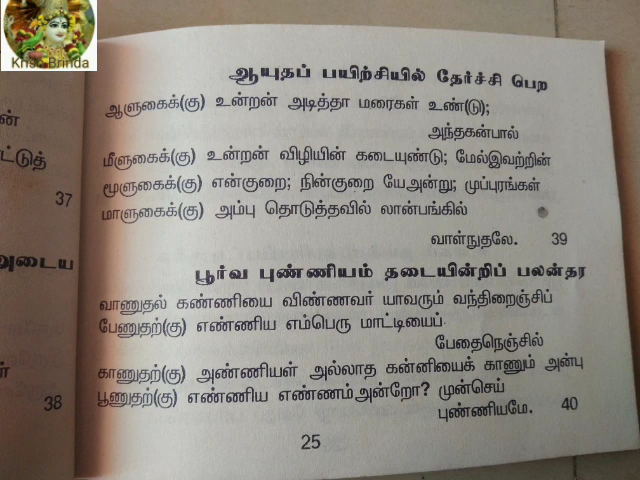 Krisa Brinda
ன்
ட்டுத்
37
அடைய
ள்
38
ஆயுதப் பயிற்சியில் தேர்ச்சி பெற
ஆளுகைக்(கு) உன்றன் அடித்தா மரைகள் உண்(டு);
அந்தகன்பால்
மீளுகைக்(கு) உன்றன் விழியின் கடையுண்டு; மேல்இவற்றின்
மூளுகைக்(கு) என்குறை; நின்குறை யேஅன்று; முப்புரங்கள்
மாளுகைக்(கு) அம்பு தொடுத்தவில் லான்பங்கில்
வாள்நுதலே. 39
பூர்வ புண்ணியம் தடையின்றிப் பலன்தர
வாணுதல் கண்ணியை விண்ணவர் யாவரும் வந்திறைஞ்சிப்
பேணுதற்(கு) எண்ணிய எம்பெரு மாட்டியைப்
பேதைநெஞ்சில்
காணுதற்(கு) அண்ணியள் அல்லாத கன்னியைக் காணும் அன்பு
பூணுதற்(கு) எண்ணிய எண்ணம்அன்றோ? முன்செய்
புண்ணியமே. 40
25